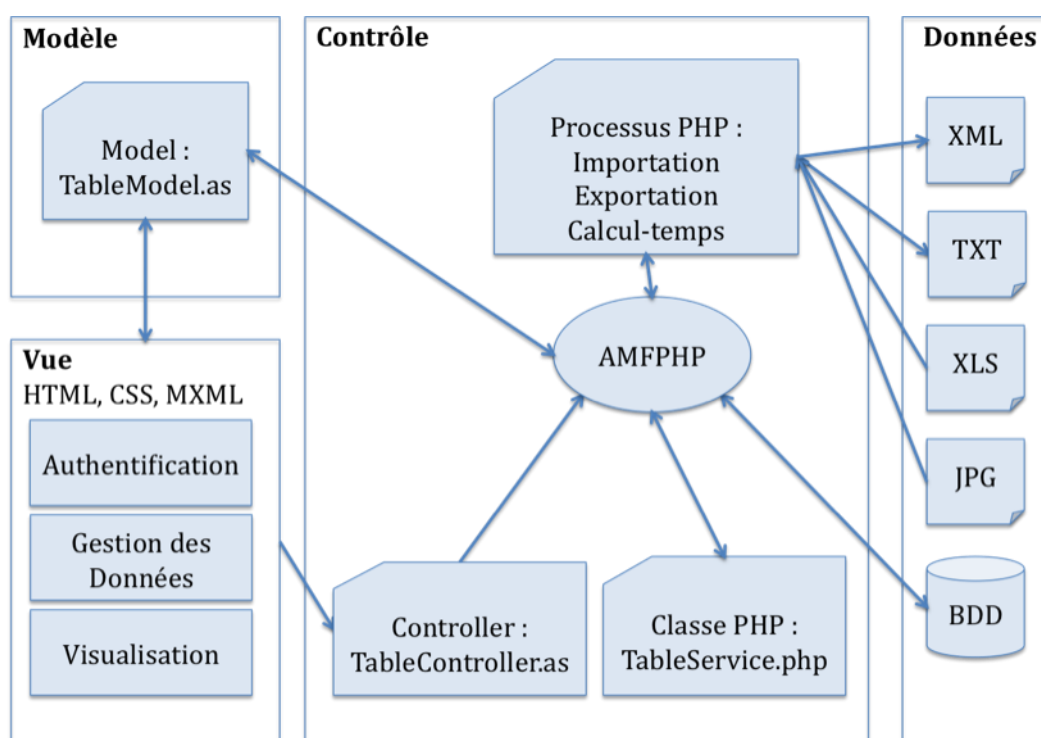 Modèle
Model :
TableModel.as
Vue
HTML, CSS, MXML
Authentification
Gestion des
Données
Visualisation
Contrôle
Processus PHP :
Importation
Exportation
Calcul-temps
AMFPHP
Controller :
TableController.as
Classe PHP :
TableService.php
Données
XML
TXT
XLS
JPG
BDD